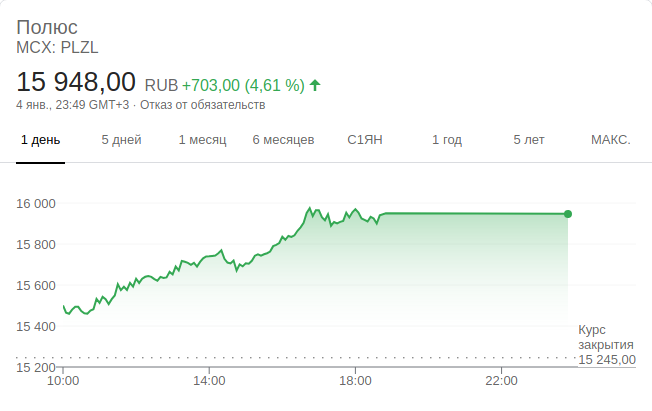 Полюс
MCX: PLZL
15 948,00 RUB +703,00 (4,61 %)
4 янв., 23:49 GMT+3 · Отказ от обязательств
1 день 5 дней 1 месяц 6 месяцев С1ЯН 1 год 5 лет МАКС.
16 000
15 800
15 600
15 400
Курс
закрытия
15 245,00
15 200
10:00 14:00 18:00 22:00